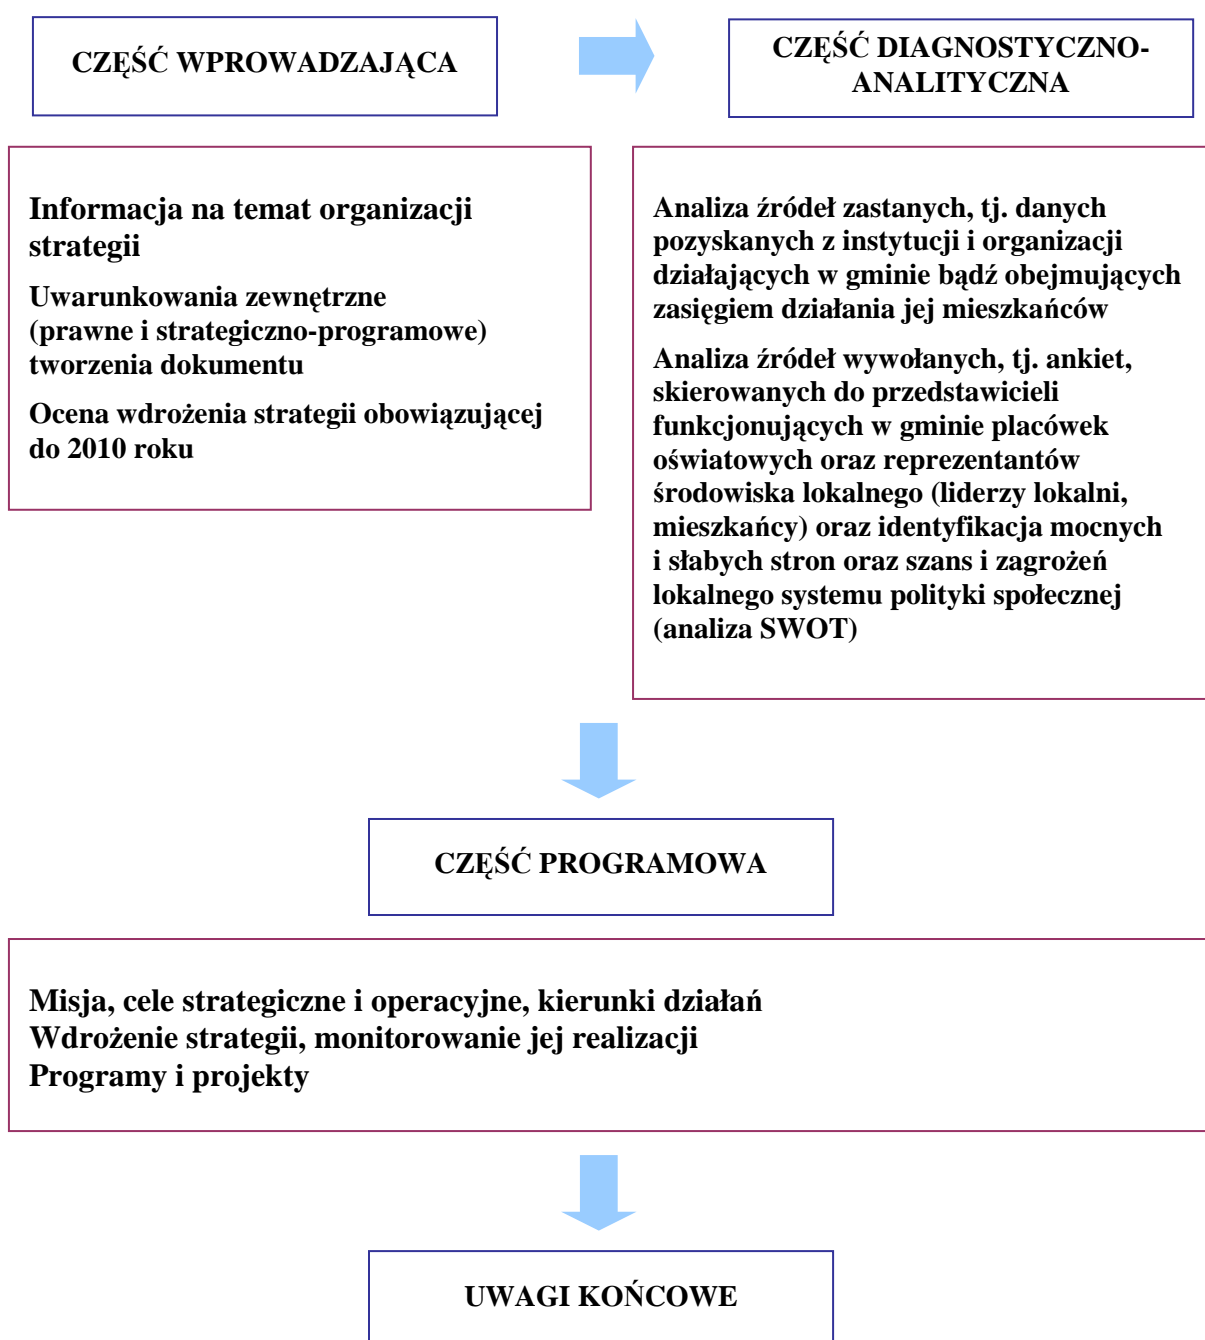 CZĘŚĆ WPROWADZAJĄCA
CZĘŚĆ DIAGNOSTYCZNO-
ANALITYCZNA
Informacja na temat organizacji
strategii
Uwarunkowania zewnętrzne
(prawne i strategiczno-programowe)
tworzenia dokumentu
Ocena wdrożenia strategii obowiązującej
do 2010 roku
Analiza źródeł zastanych, tj. danych
pozyskanych z instytucji i organizacji
działających w gminie bądź obejmujących
zasięgiem działania jej mieszkańców
Analiza źródeł wywołanych, tj. ankiet,
skierowanych do przedstawicieli
funkcjonujących w gminie placówek
oświatowych oraz reprezentantów
środowiska lokalnego (liderzy lokalni,
mieszkańcy) oraz identyfikacja mocnych
i słabych stron oraz szans i zagrożeń
lokalnego systemu polityki społecznej
(analiza SWOT)
CZĘŚĆ PROGRAMOWA
Misja, cele strategiczne i operacyjne, kierunki działań
Wdrożenie strategii, monitorowanie jej realizacji
Programy i projekty
UWAGI KOŃCOWE